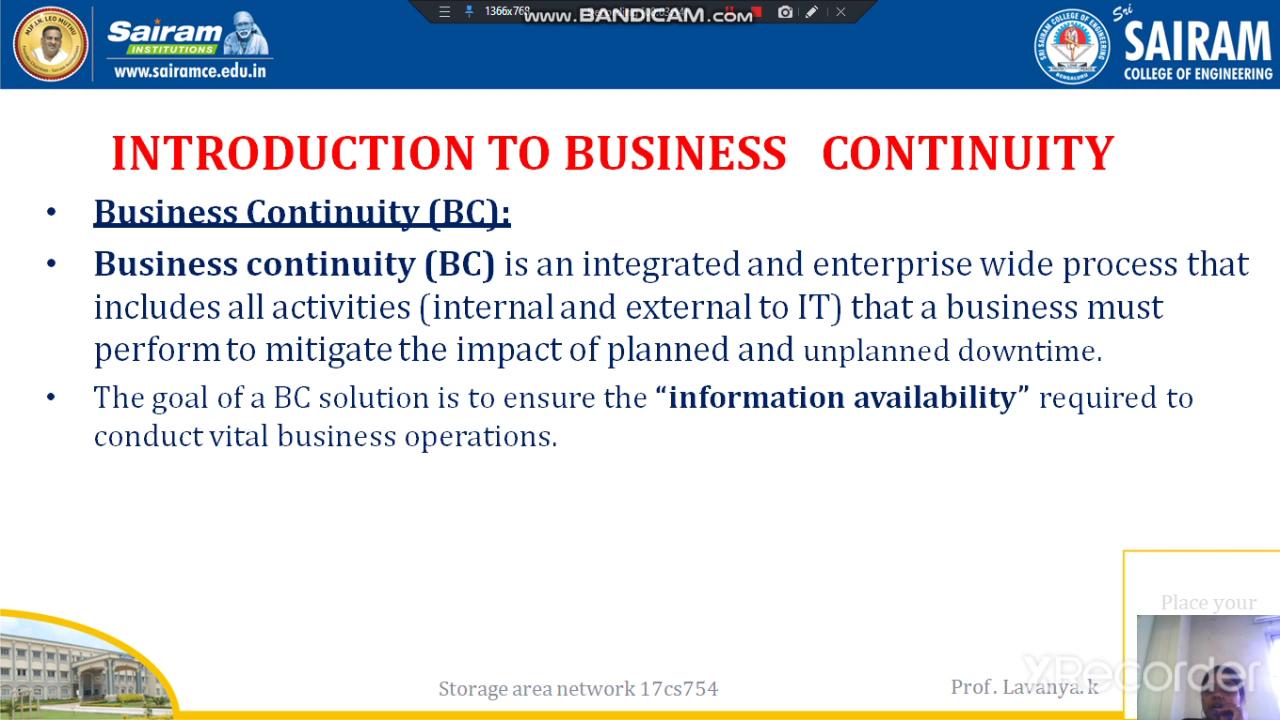 1366x768
www.BANDICAM.com
Sairam
INSTITUTIONS
www.sairamce.edu.in
Sri
SAIRAM
COLLEGE OF ENGINEERING
INTRODUCTION TO BUSINESS CONTINUITY
• Business Continuity (BC):
• Business continuity (BC) is an integrated and enterprise wide process that
includes all activities (internal and external to IT) that a business must
perform to mitigate the impact of planned and unplanned downtime.
• The goal of a BC solution is to ensure the “information availability” required to
conduct vital business operations.
Place your
XRecorder
Storage area network 17cs754
Prof. Lavanya.k